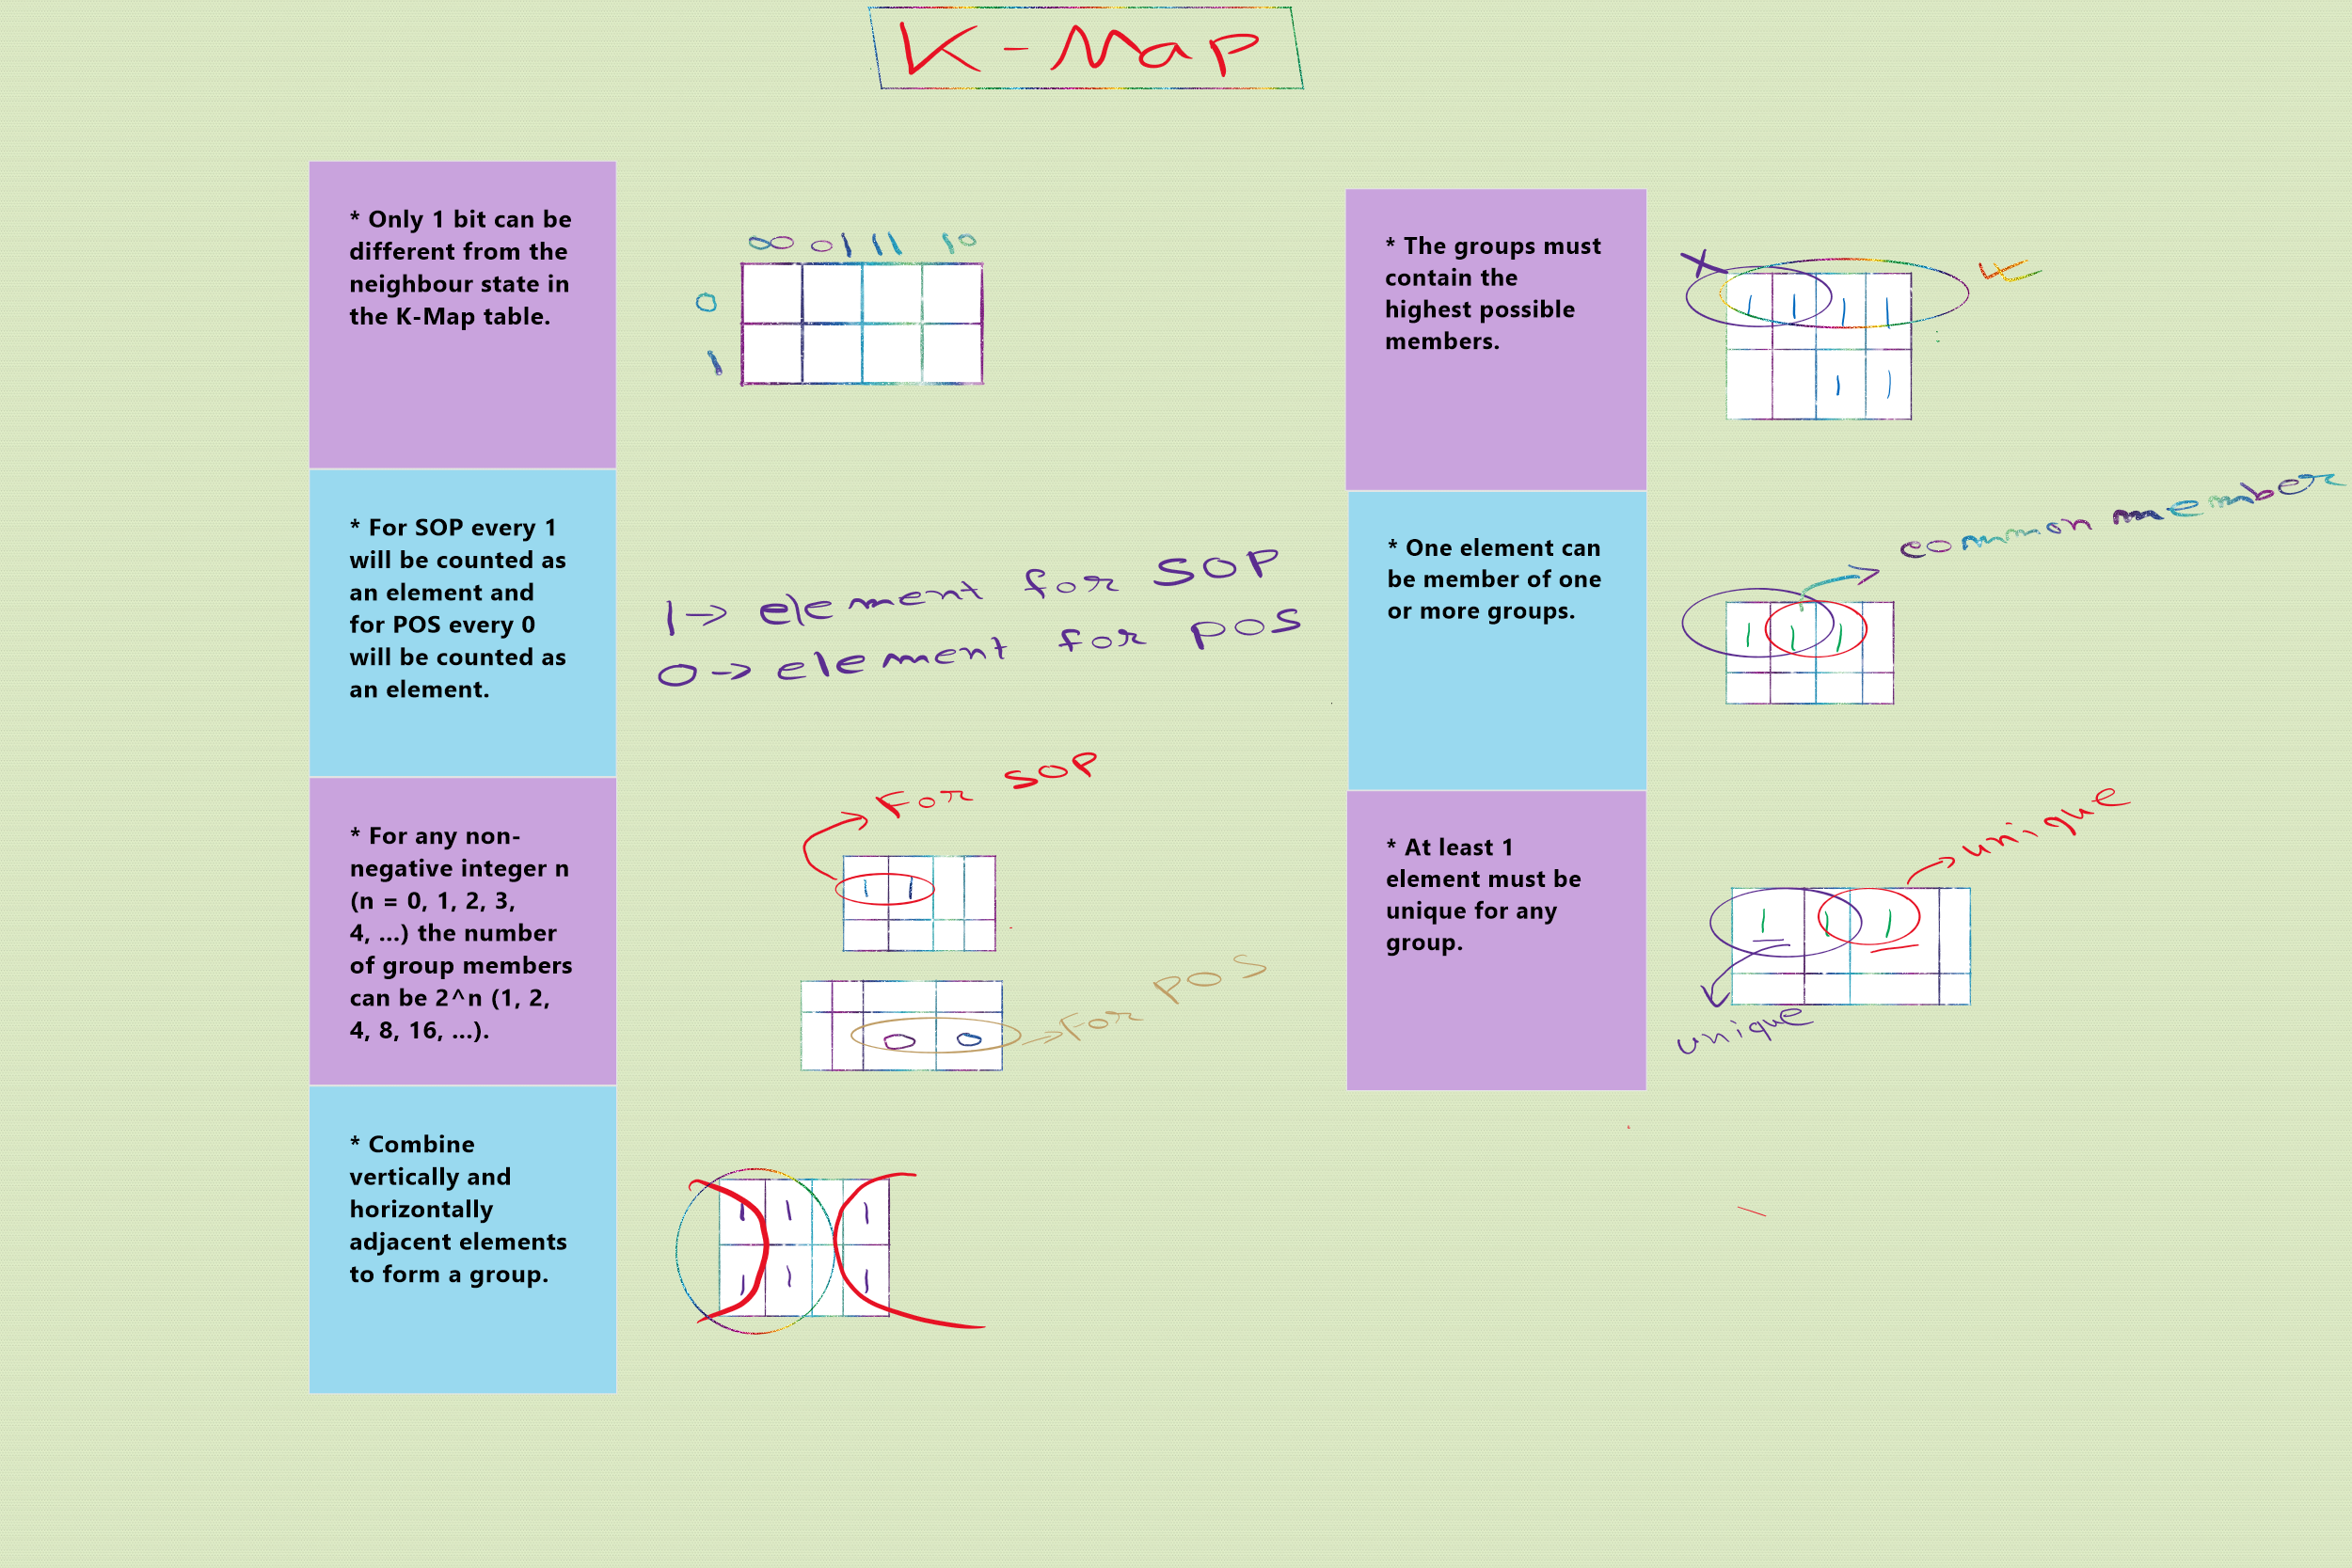 K-Map
* Only 1 bit can be
different from the
neighbour state in
the K-Map table.
00 01 11 10
0
1
* For SOP every 1
will be counted as
an element and
for POS every 0
will be counted as
an element.
1 → element for SOP
0 → element for POS
* For any non-
negative integer n
(n = 0, 1, 2, 3,
4, ...) the number
of group members
can be 2^n (1, 2,
4, 8, 16, ...).
For SOP
1 1
0 0
For POS
* Combine
vertically and
horizontally
adjacent elements
to form a group.
1 1 1
1 1 1
* The groups must
contain the
highest possible
members.
1 1 1 1
1 1
* One element can
be member of one
or more groups.
common member
1 1 1
* At least 1
element must be
unique for any
group.
unique
1 1 1
unique